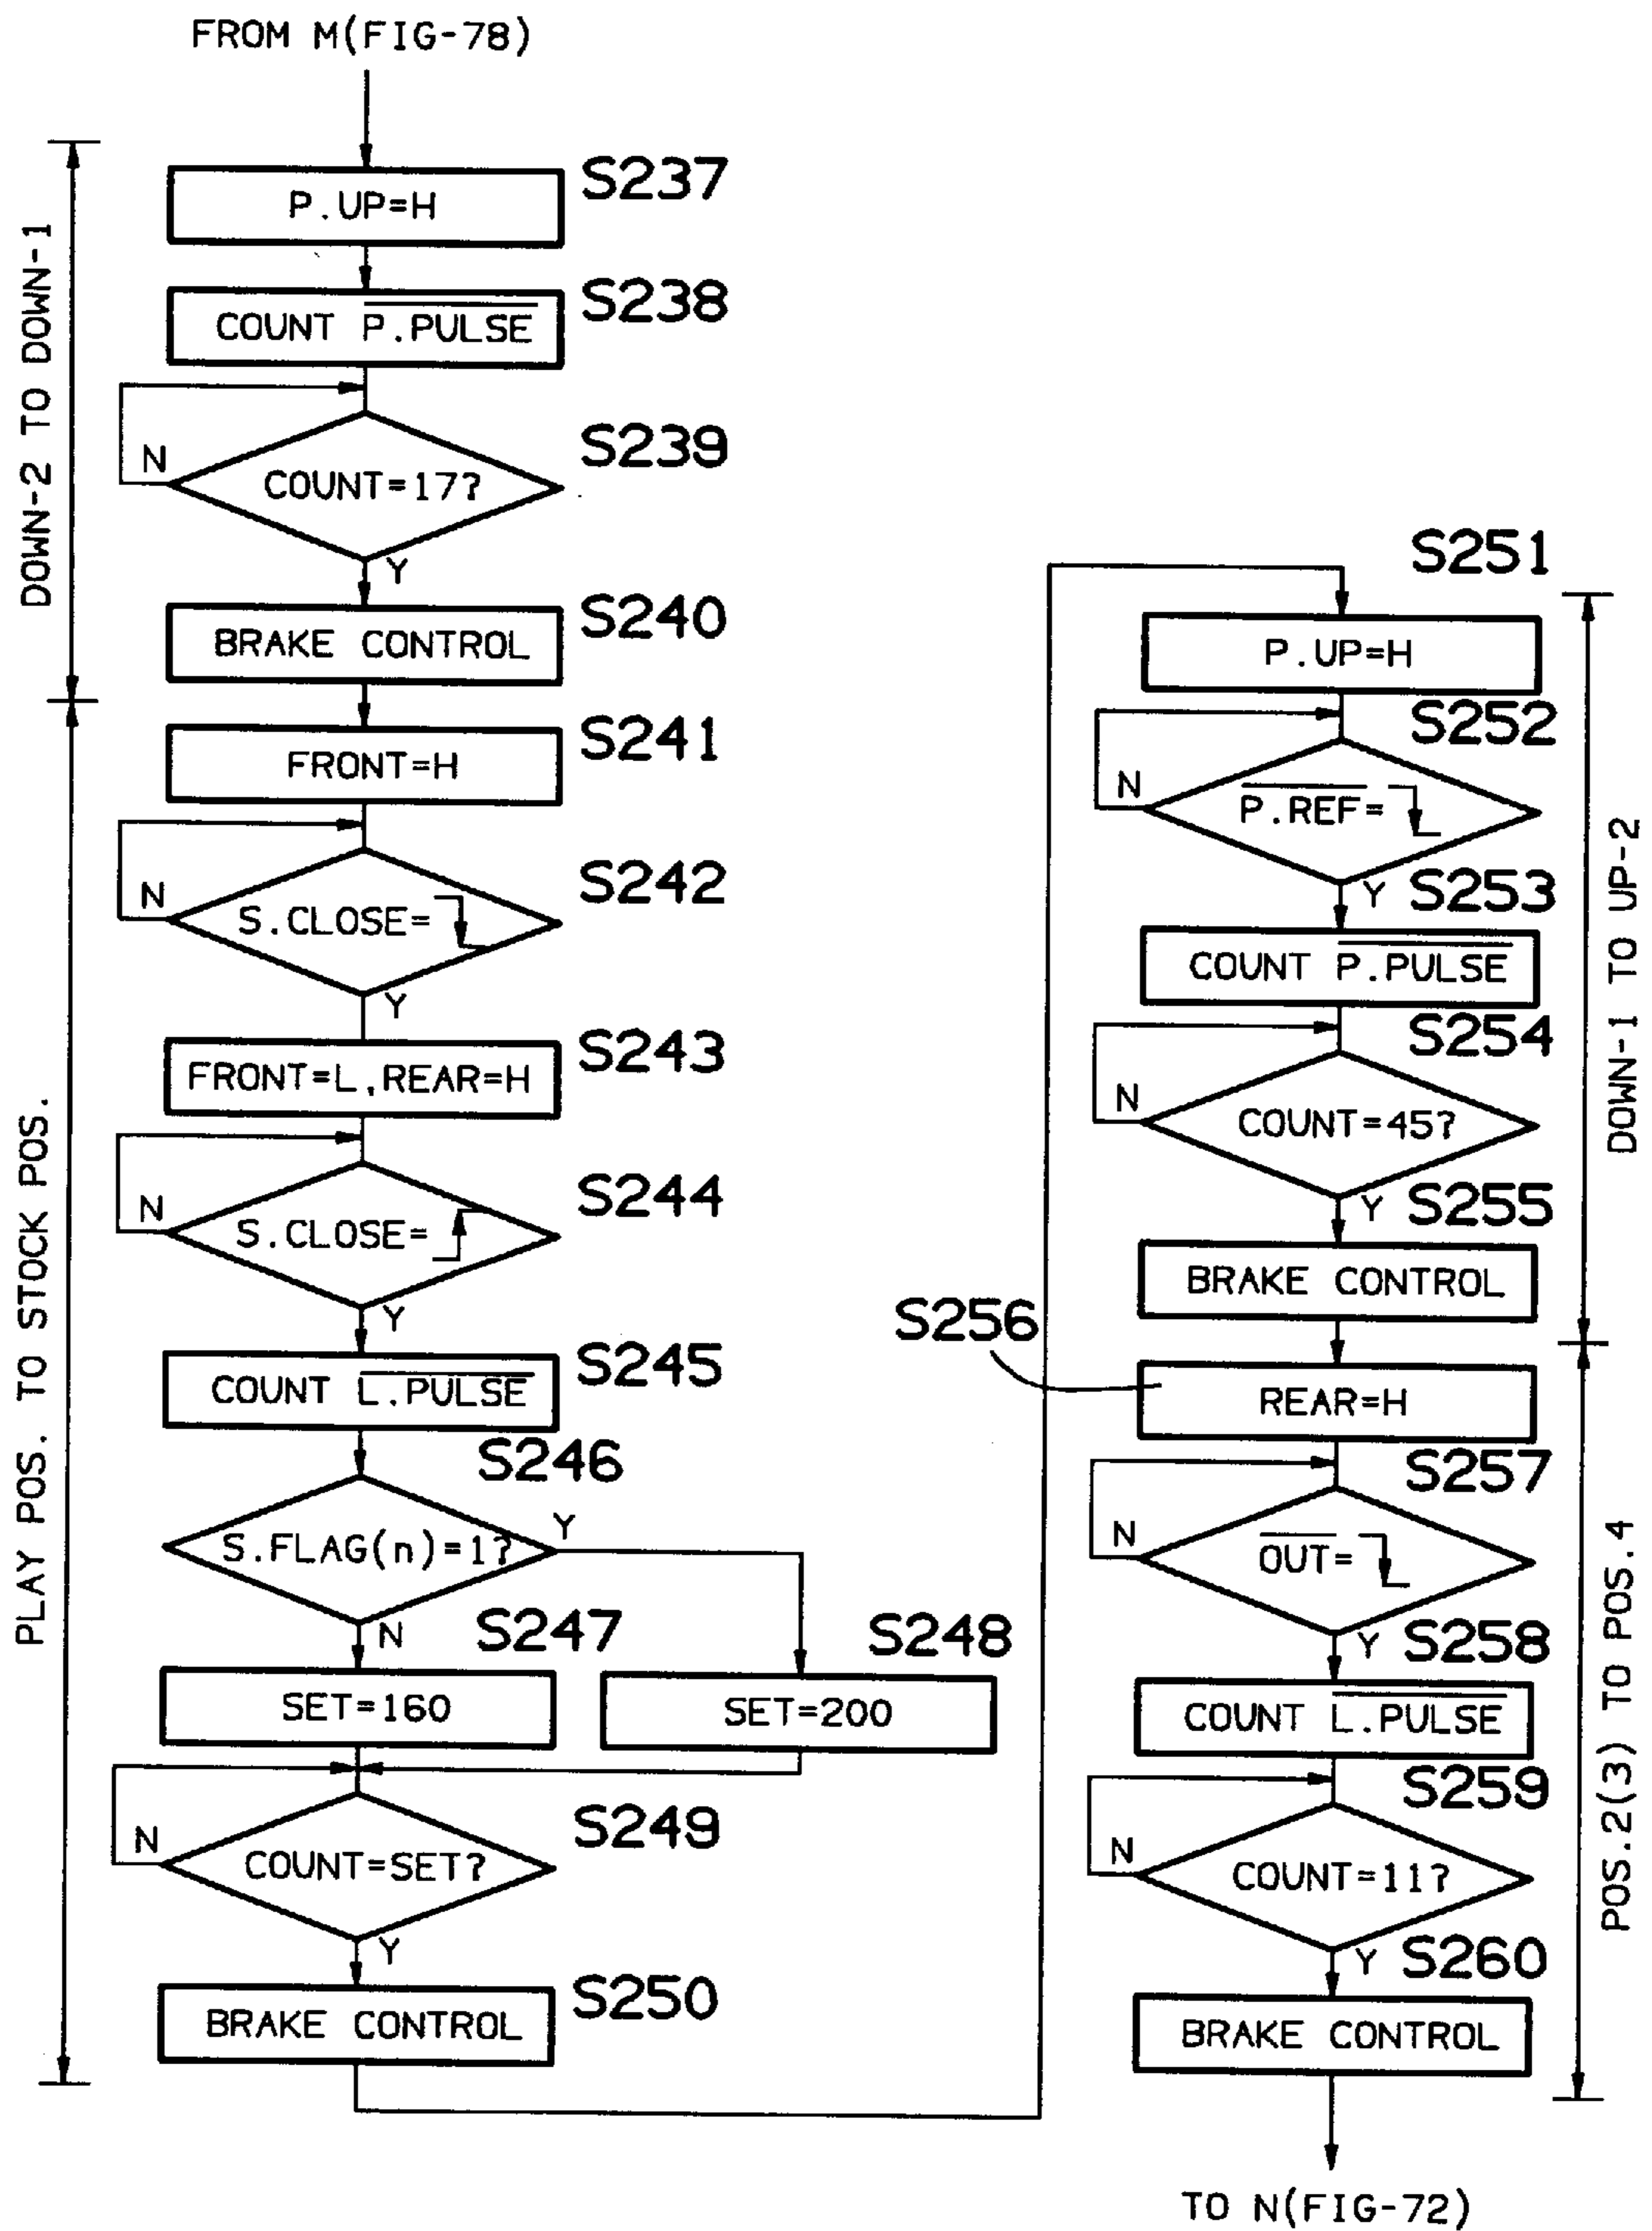 FROM M(FIG-78)
DOWN-2 TO DOWN-1
P.UP=H
S237
COUNT P.PULSE
S238
N
COUNT=17?
S239
Y
BRAKE CONTROL
S240
PLAY POS. TO STOCK POS.
FRONT=H
S241
N
S.CLOSE=
S242
Y
FRONT=L,REAR=H
S243
N
S.CLOSE=
S244
Y
COUNT L.PULSE
S245
S246
S.FLAG(n)=1?
Y
N
S247
SET=160
S248
SET=200
N
COUNT=SET?
S249
Y
BRAKE CONTROL
S250
S251
P.UP=H
DOWN-1 TO UP-2
S252
N
P.REF=
Y
S253
COUNT P.PULSE
S254
N
COUNT=45?
Y
S255
BRAKE CONTROL
S256
REAR=H
POS.2(3) TO POS.4
S257
N
OUT=
Y
S258
COUNT L.PULSE
S259
N
COUNT=11?
Y
S260
BRAKE CONTROL
TO N(FIG-72)